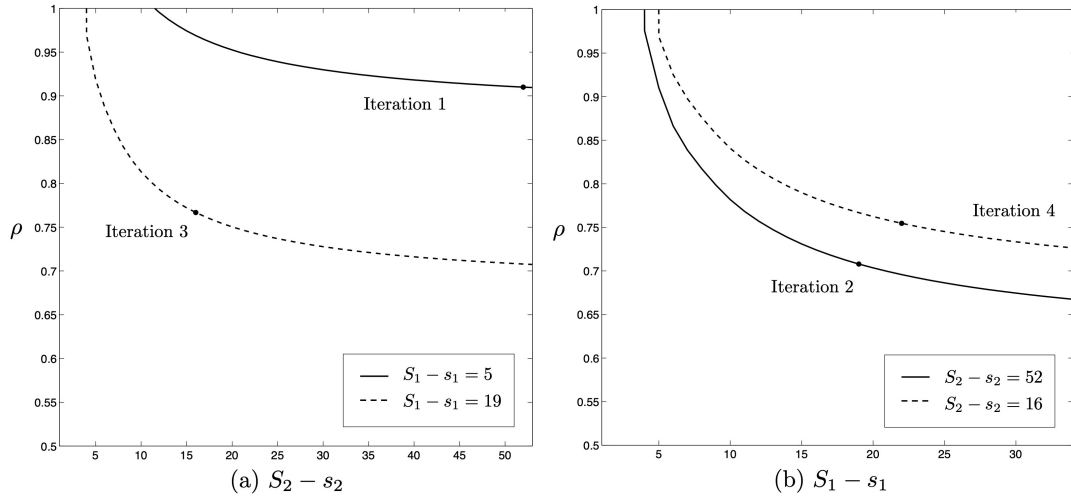 1
0.95
0.9
0.85
0.8
0.75
0.7
0.65
0.6
0.55
0.5
ρ
Iteration 1
Iteration 3
S₁ − s₁ = 5
S₁ − s₁ = 19
5 10 15 20 25 30 35 40 45 50
(a) S₂ − s₂
1
0.95
0.9
0.85
0.8
0.75
0.7
0.65
0.6
0.55
0.5
ρ
Iteration 4
Iteration 2
S₂ − s₂ = 52
S₂ − s₂ = 16
5 10 15 20 25 30
(b) S₁ − s₁